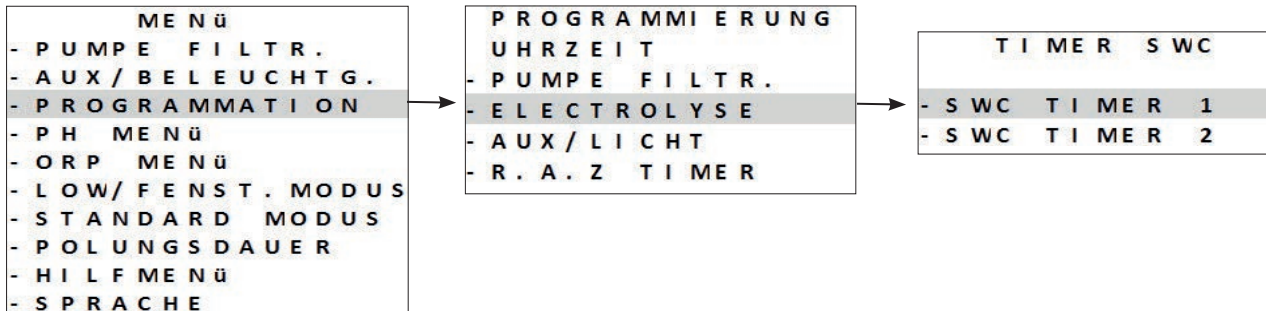 MENü
- PUMPE FILTR.
- AUX/BELEUCHTG.
- PROGRAMMATION
- PH MENü
- ORP MENü
- LOW/FENST.MODUS
- STANDARD MODUS
- POLUNGSDAUER
- HILFMENü
- SPRACHE
PROGRAMMIERUNG
UHRZEIT
- PUMPE FILTR.
- ELECTROLYSE
- AUX/LICHT
- R.A.Z TIMER
TIMER SWC
- SWC TIMER 1
- SWC TIMER 2